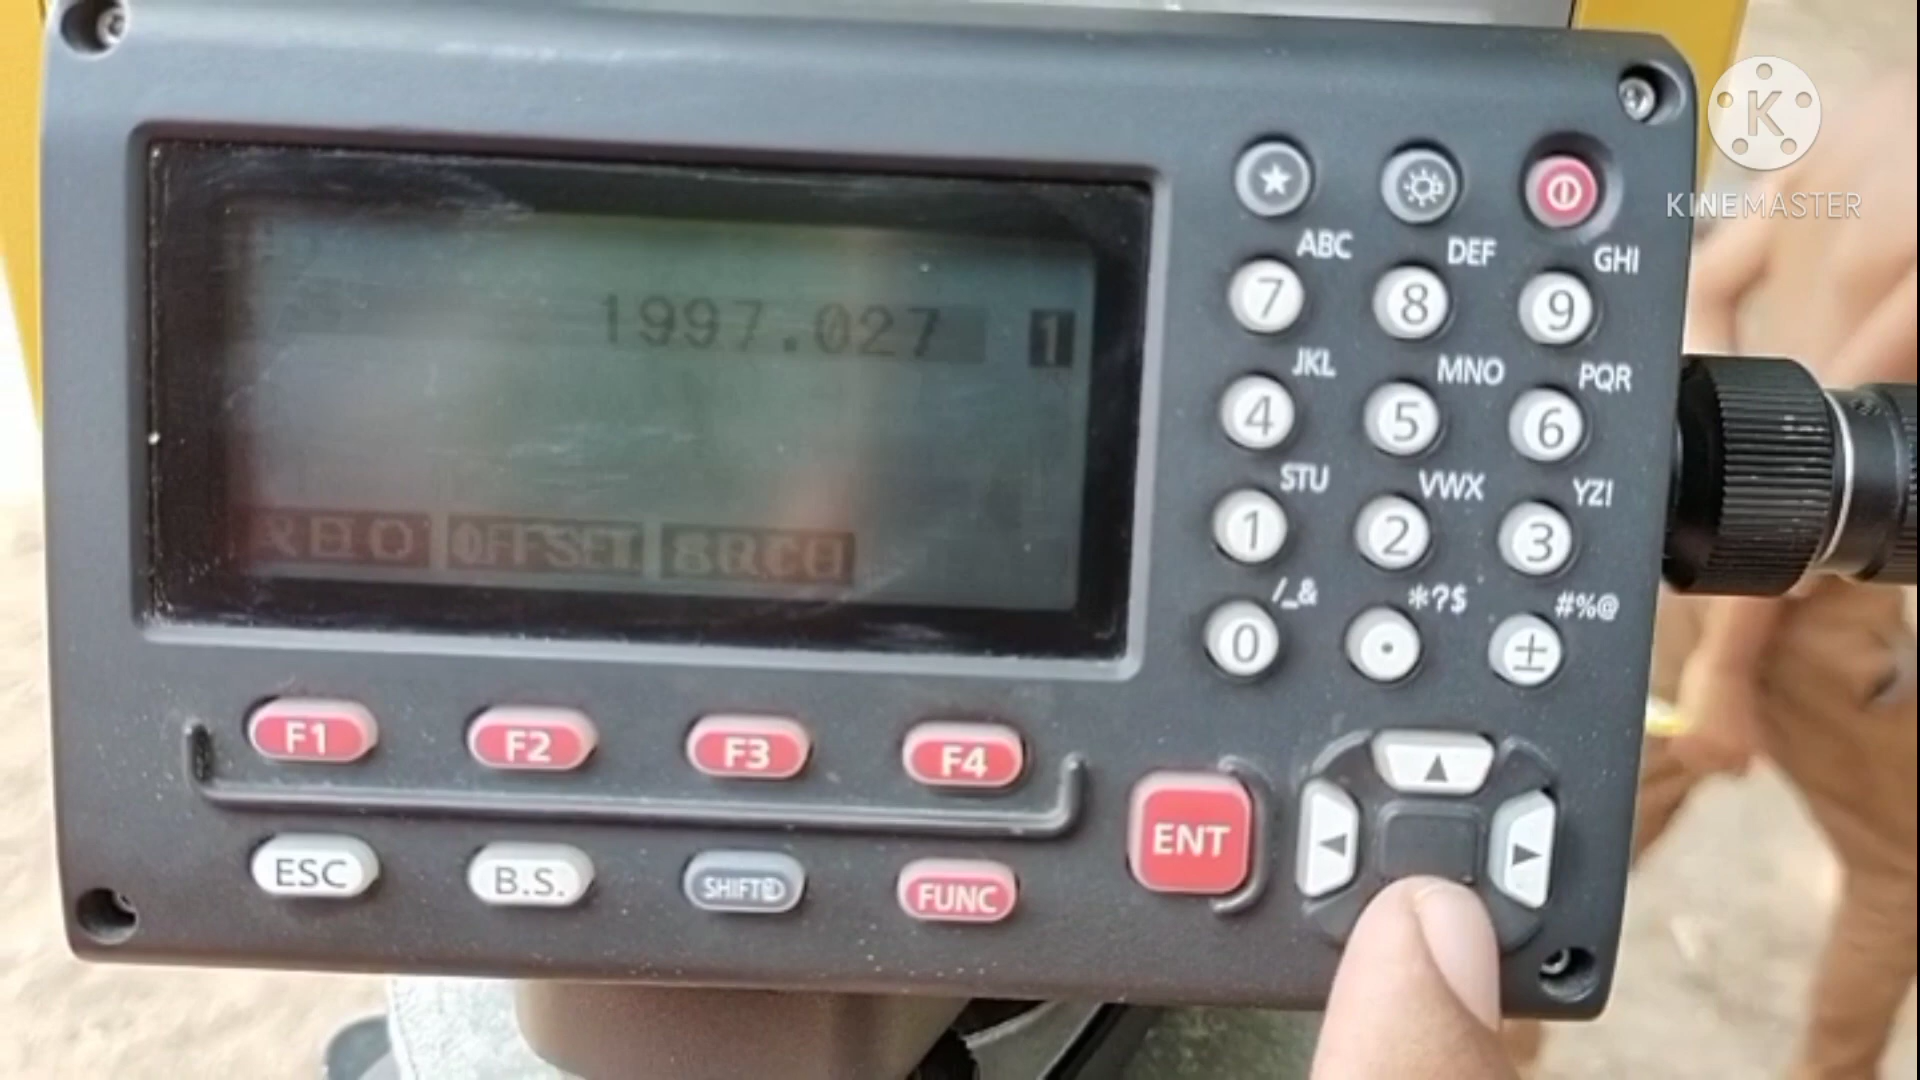 KINEMASTER
ABC DEF GHI
7 8 9
1997.027 1
JKL MNO PQR
4 5 6
STU VWX YZ!
1 2 3
OFFSET
/_& *?$ #%@
0 • ±
F1 F2 F3 F4
ENT
ESC B.S. SHIFT FUNC